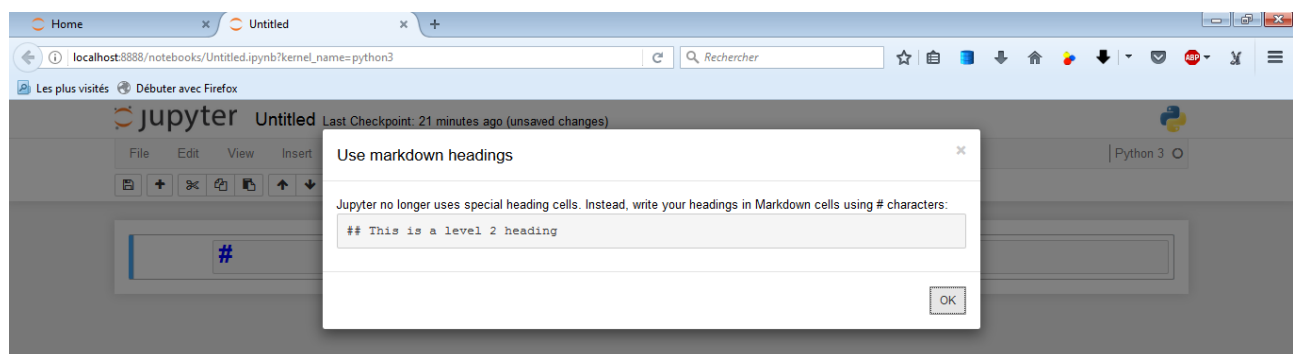 Home
Untitled
localhost:8888/notebooks/Untitled.ipynb?kernel_name=python3
Rechercher
ABP
Les plus visités Débuter avec Firefox
jupyter Untitled Last Checkpoint: 21 minutes ago (unsaved changes)
File Edit View Insert
Python 3
Use markdown headings
Jupyter no longer uses special heading cells. Instead, write your headings in Markdown cells using # characters:
## This is a level 2 heading
#
OK